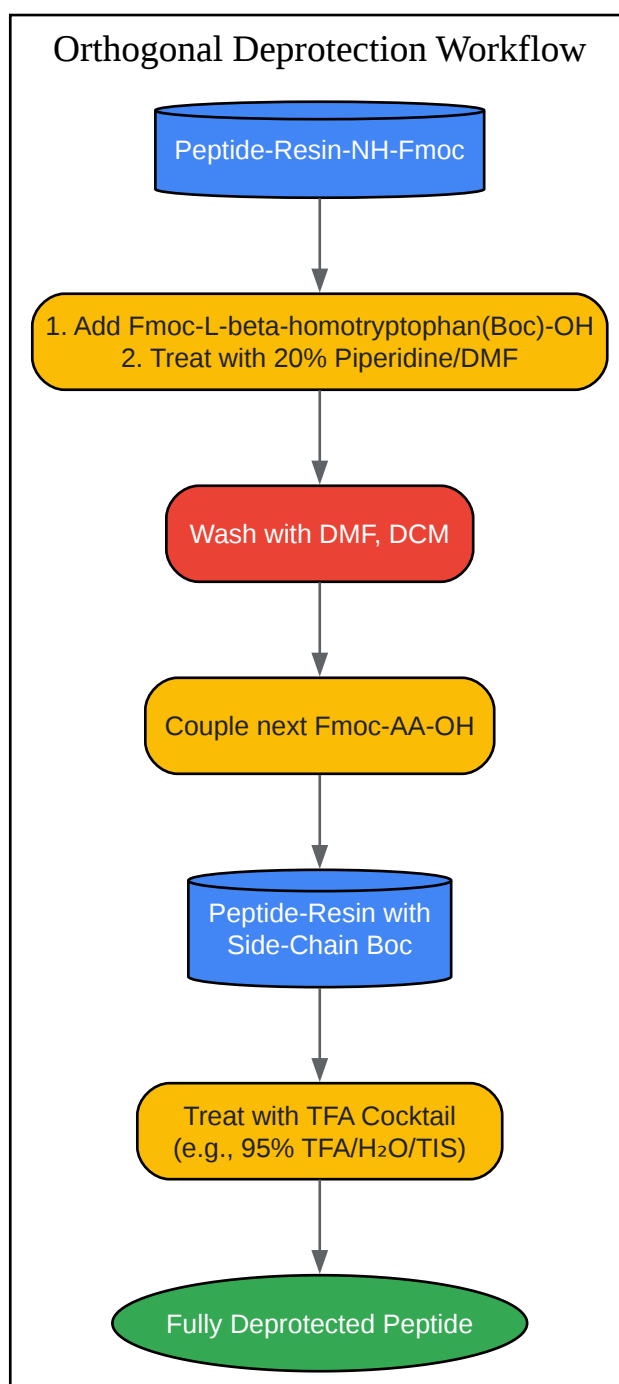 Orthogonal Deprotection Workflow
Peptide-Resin-NH-Fmoc
1. Add Fmoc-L-beta-homotryptophan(Boc)-OH
2. Treat with 20% Piperidine/DMF
Wash with DMF, DCM
Couple next Fmoc-AA-OH
Peptide-Resin with
Side-Chain Boc
Treat with TFA Cocktail
(e.g., 95% TFA/H₂O/TIS)
Fully Deprotected Peptide